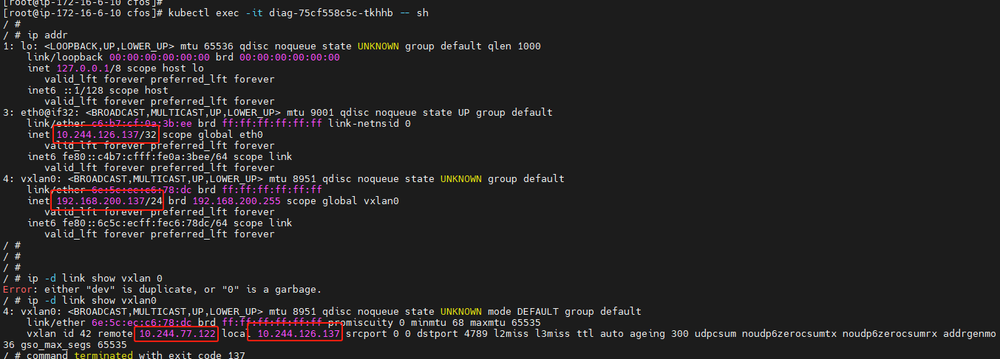 [root@ip-172-16-6-10 cfos]#
[root@ip-172-16-6-10 cfos]# kubectl exec -it diag-75cf558c5c-tkhhb -- sh
/ #
/ # ip addr
1: lo: <LOOPBACK,UP,LOWER_UP> mtu 65536 qdisc noqueue state UNKNOWN group default qlen 1000
    link/loopback 00:00:00:00:00:00 brd 00:00:00:00:00:00
    inet 127.0.0.1/8 scope host lo
       valid_lft forever preferred_lft forever
    inet6 ::1/128 scope host
       valid_lft forever preferred_lft forever
3: eth0@if32: <BROADCAST,MULTICAST,UP,LOWER_UP> mtu 9001 qdisc noqueue state UP group default
    link/ether c6:b7:cf:0a:3b:ee brd ff:ff:ff:ff:ff:ff link-netnsid 0
    inet 10.244.126.137/32 scope global eth0
       valid_lft forever preferred_lft forever
    inet6 fe80::c4b7:cfff:fe0a:3bee/64 scope link
       valid_lft forever preferred_lft forever
4: vxlan0: <BROADCAST,MULTICAST,UP,LOWER_UP> mtu 8951 qdisc noqueue state UNKNOWN group default
    link/ether 6e:5c:ec:c6:78:dc brd ff:ff:ff:ff:ff:ff
    inet 192.168.200.137/24 brd 192.168.200.255 scope global vxlan0
       valid_lft forever preferred_lft forever
    inet6 fe80::6c5c:ecff:fec6:78dc/64 scope link
       valid_lft forever preferred_lft forever
/ #
/ #
/ #
/ # ip -d link show vxlan 0
Error: either "dev" is duplicate, or "0" is a garbage.
/ # ip -d link show vxlan0
4: vxlan0: <BROADCAST,MULTICAST,UP,LOWER_UP> mtu 8951 qdisc noqueue state UNKNOWN mode DEFAULT group default
    link/ether 6e:5c:ec:c6:78:dc brd ff:ff:ff:ff:ff:ff promiscuity 0 minmtu 68 maxmtu 65535
    vxlan id 42 remote 10.244.77.122 local 10.244.126.137 srcport 0 0 dstport 4789 l2miss l3miss ttl auto ageing 300 udpcsum noudp6zerocsumtx noudp6zerocsumrx addrgenmo
36 gso_max_segs 65535
/ # command terminated with exit code 137